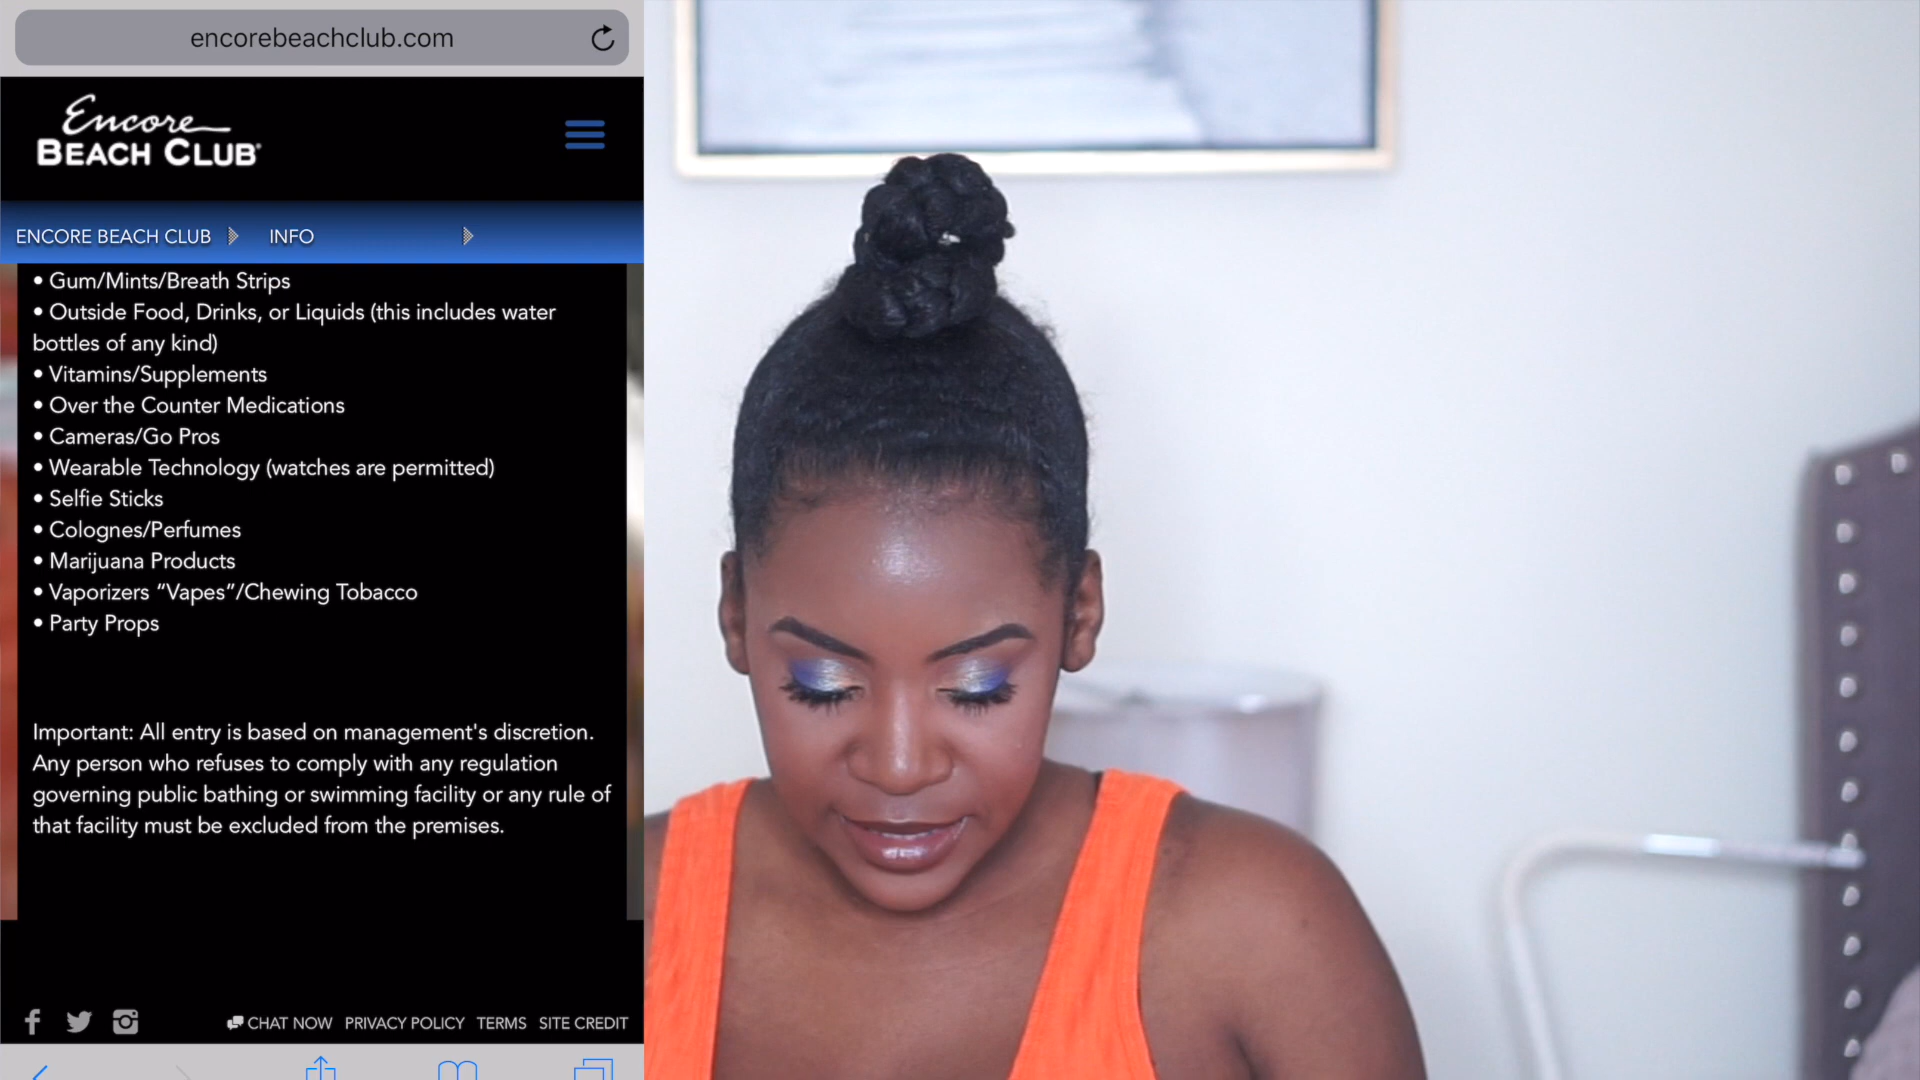 encorebeachclub.com
Encore
BEACH CLUB®
ENCORE BEACH CLUB INFO
• Gum/Mints/Breath Strips
• Outside Food, Drinks, or Liquids (this includes water
bottles of any kind)
• Vitamins/Supplements
• Over the Counter Medications
• Cameras/Go Pros
• Wearable Technology (watches are permitted)
• Selfie Sticks
• Colognes/Perfumes
• Marijuana Products
• Vaporizers “Vapes”/Chewing Tobacco
• Party Props
Important: All entry is based on management's discretion.
Any person who refuses to comply with any regulation
governing public bathing or swimming facility or any rule of
that facility must be excluded from the premises.
CHAT NOW PRIVACY POLICY TERMS SITE CREDIT